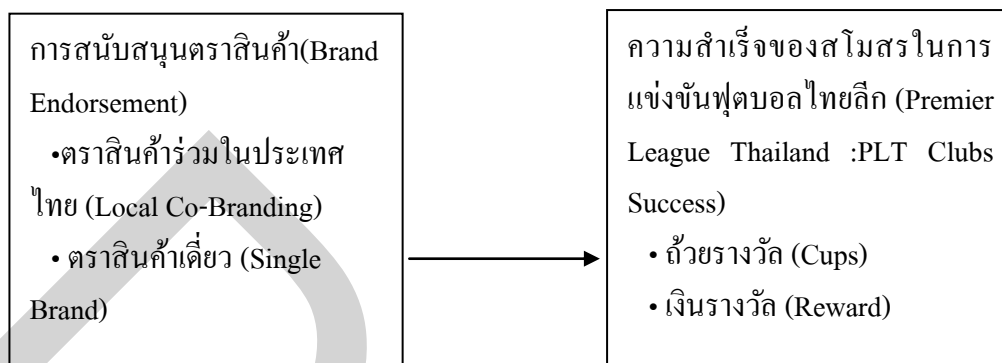 การสนับสนุนตราสินค้า(Brand
Endorsement)
•ตราสินค้าร่วมในประเทศ
ไทย (Local Co-Branding)
• ตราสินค้าเดี่ยว (Single
Brand)
ความสำเร็จของสโมสรในการ
แข่งขันฟุตบอลไทยลีก (Premier
League Thailand :PLT Clubs
Success)
• ถ้วยรางวัล (Cups)
• เงินรางวัล (Reward)